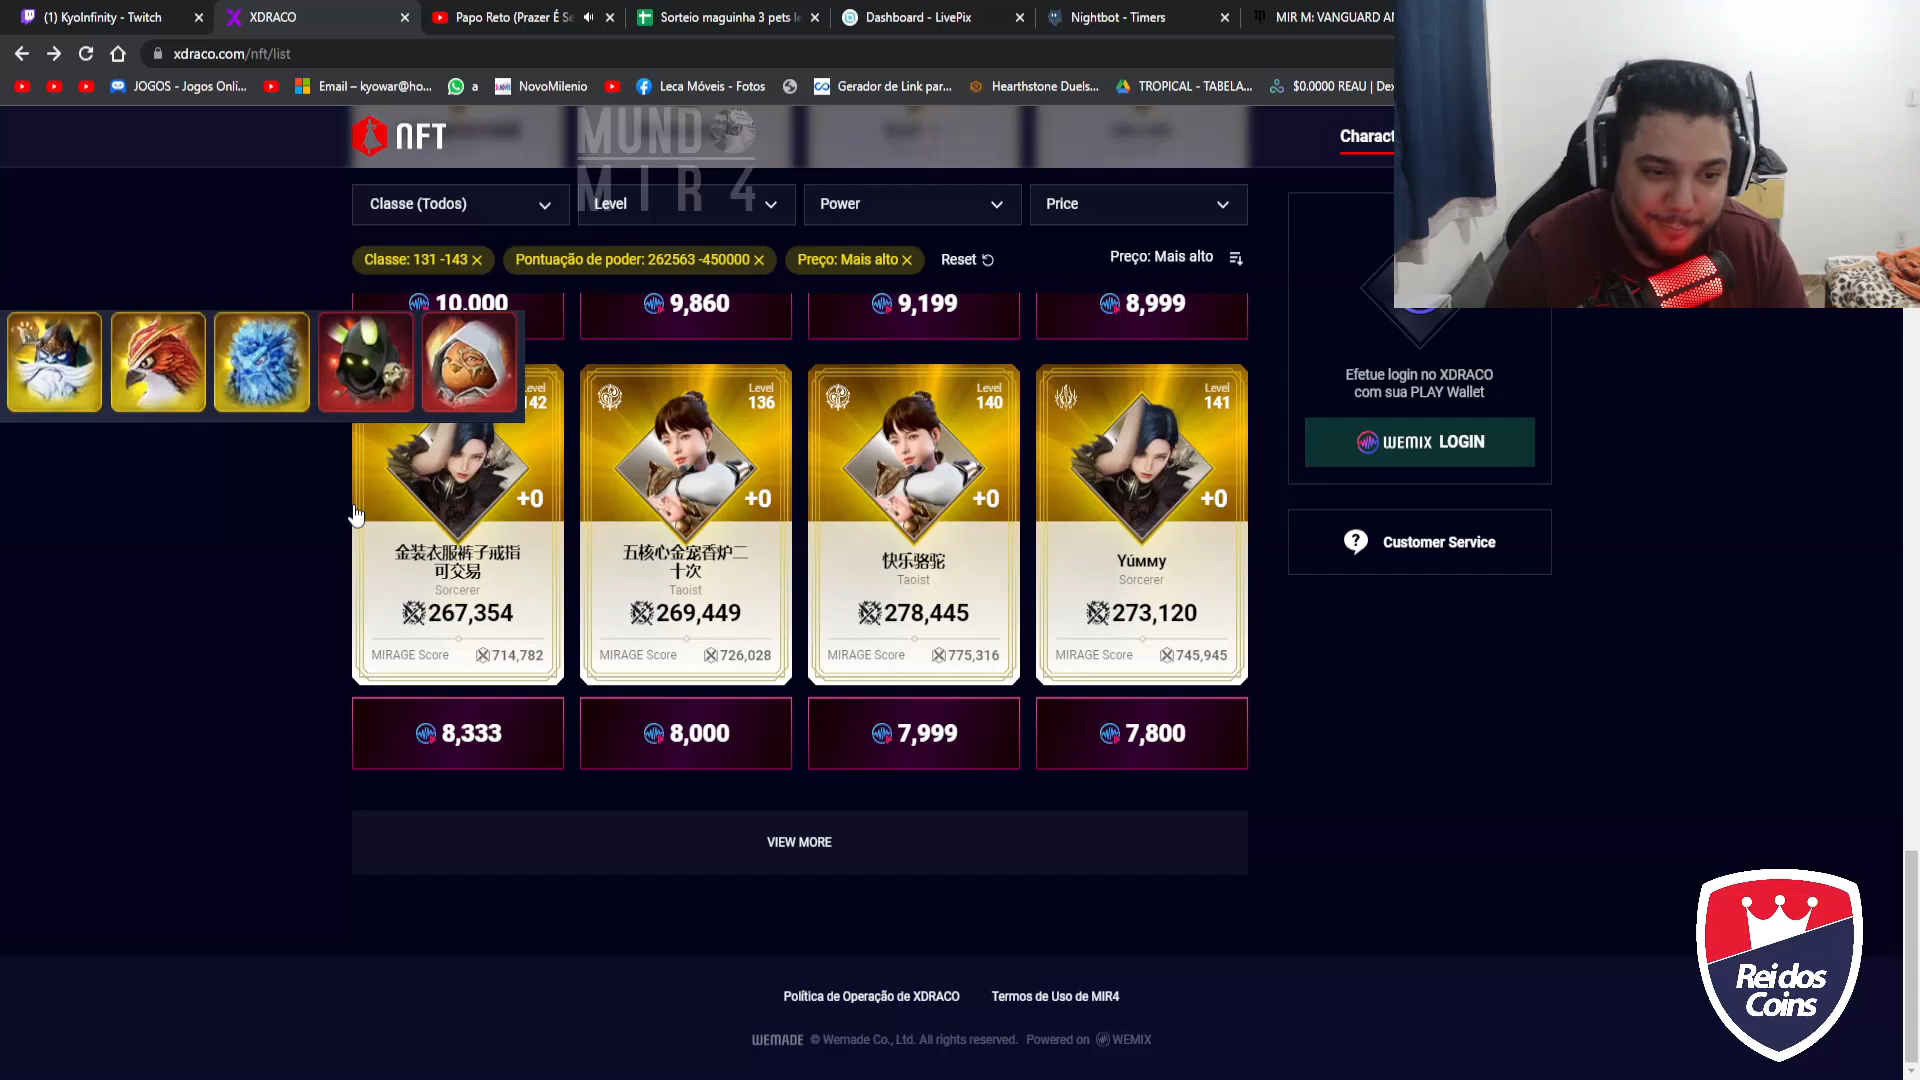 (1) KyoInfinity - Twitch
XDRACO
Papo Reto (Prazer É Se
Sorteio maguinha 3 pets le
Dashboard - LivePix
Nightbot - Timers
MIR M: VANGUARD AN
xdraco.com/nft/list
JOGOS - Jogos Onli...
Email – kyowar@ho...
a
NovoMilenio
Leca Móveis - Fotos
Gerador de Link par...
Hearthstone Duels...
TROPICAL - TABELA...
$0.0000 REAU | Dex
NFT
MUNDO
MIR4
Charact
Classe (Todos)
Level
Power
Price
Classe: 131 -143 ×
Pontuação de poder: 262563 -450000 ×
Preço: Mais alto ×
Reset
Preço: Mais alto
10,000
9,860
9,199
8,999
Level
142
+0
金装衣服裤子戒指
可交易
Sorcerer
267,354
MIRAGE Score 714,782
8,333
Level
136
+0
五核心金宠香炉二
十次
Taoist
269,449
MIRAGE Score 726,028
8,000
Level
140
+0
快乐骆驼
Taoist
278,445
MIRAGE Score 775,316
7,999
Level
141
+0
Yúммy
Sorcerer
273,120
MIRAGE Score 745,945
7,800
Efetue login no XDRACO
com sua PLAY Wallet
WEMIX LOGIN
Customer Service
VIEW MORE
Política de Operação de XDRACO
Termos de Uso de MIR4
WEMADE © Wemade Co., Ltd. All rights reserved. Powered on WEMIX
Rei dos
Coins